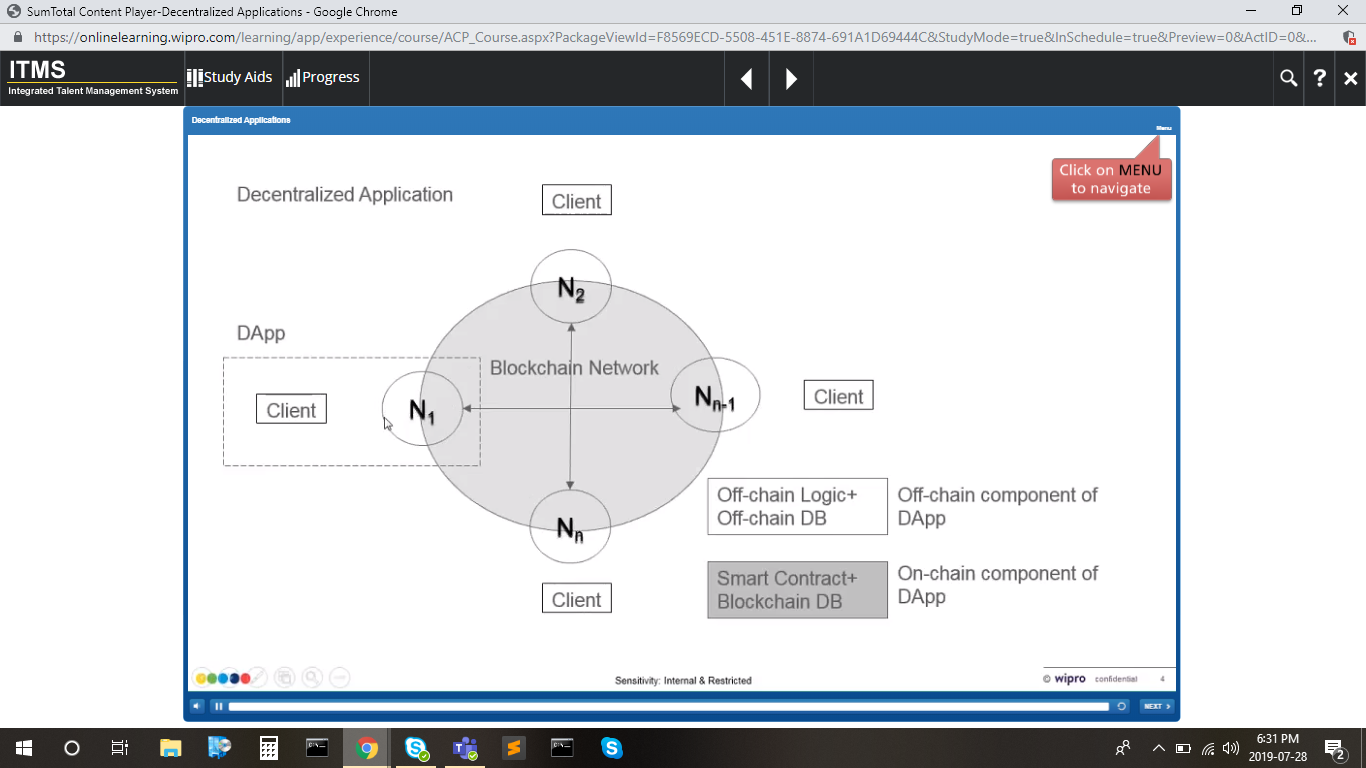 SumTotal Content Player-Decentralized Applications - Google Chrome
https://onlinelearning.wipro.com/learning/app/experience/course/ACP_Course.aspx?PackageViewId=F8569ECD-5508-451E-8874-691A1D69444C&StudyMode=true&InSchedule=true&Preview=0&ActID=0&...
ITMS
Integrated Talent Management System
Study Aids
Progress
?
Decentralized Applications
Menu
Click on MENU
to navigate
Decentralized Application
Client
N2
DApp
Blockchain Network
Client
N1
Nn-1
Client
Off-chain Logic+
Off-chain DB
Off-chain component of
DApp
Nn
Smart Contract+
Blockchain DB
On-chain component of
DApp
Client
Sensitivity: Internal & Restricted
© wipro confidential 4
NEXT >
6:31 PM
2019-07-28
2